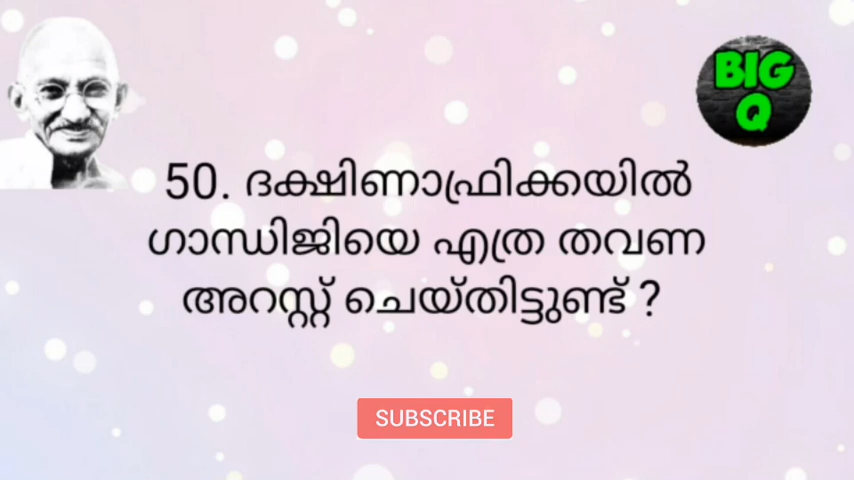 BIG
Q
50. ദക്ഷിണാഫ്രിക്കയിൽ
ഗാന്ധിജിയെ എത്ര തവണ
അറസ്റ്റ് ചെയ്തിട്ടുണ്ട് ?
SUBSCRIBE